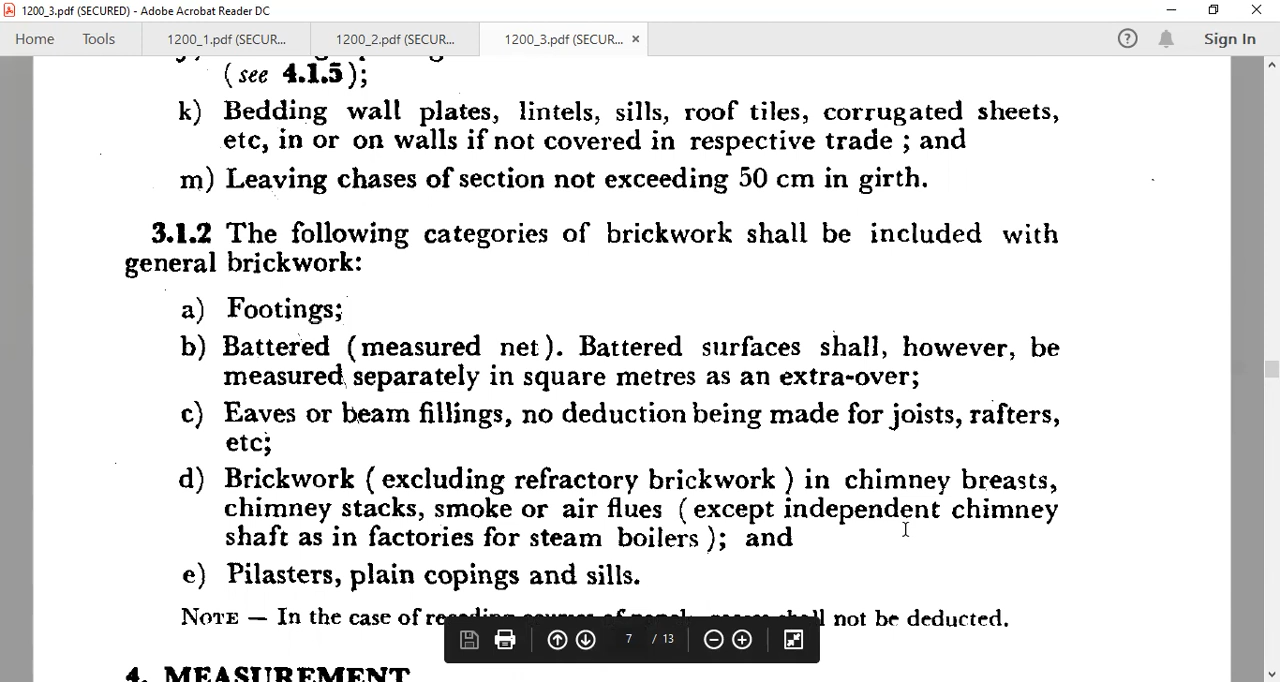 1200_3.pdf (SECURED) - Adobe Acrobat Reader DC
Home Tools 1200_1.pdf (SECUR... 1200_2.pdf (SECUR... 1200_3.pdf (SECUR... × Sign In
(see 4.1.5);
k) Bedding wall plates, lintels, sills, roof tiles, corrugated sheets,
etc, in or on walls if not covered in respective trade ; and
m) Leaving chases of section not exceeding 50 cm in girth.
3.1.2 The following categories of brickwork shall be included with
general brickwork:
a) Footings;
b) Battered (measured net). Battered surfaces shall, however, be
measured separately in square metres as an extra-over;
c) Eaves or beam fillings, no deduction being made for joists, rafters,
etc;
d) Brickwork (excluding refractory brickwork) in chimney breasts,
chimney stacks, smoke or air flues (except independent chimney
shaft as in factories for steam boilers); and
e) Pilasters, plain copings and sills.
NOTE — In the case of not be deducted.
7 / 13
4. MEASUREMENT